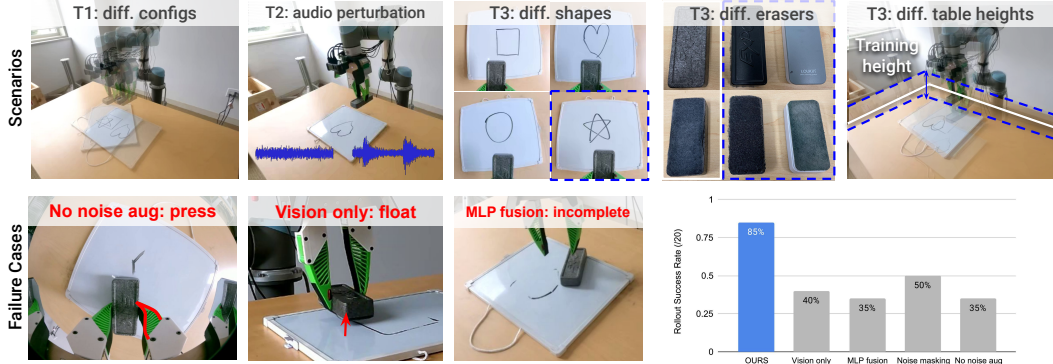 T1: diff. configs
T2: audio perturbation
T3: diff. shapes
T3: diff. erasers
T3: diff. table heights
Scenarios
Training
height
Failure Cases
No noise aug: press
Vision only: float
MLP fusion: incomplete
Rollout Success Rate (/20)
1
0.75
0.5
0.25
0
85%
40%
35%
50%
35%
OURS
Vision only
MLP fusion
Noise masking
No noise aug